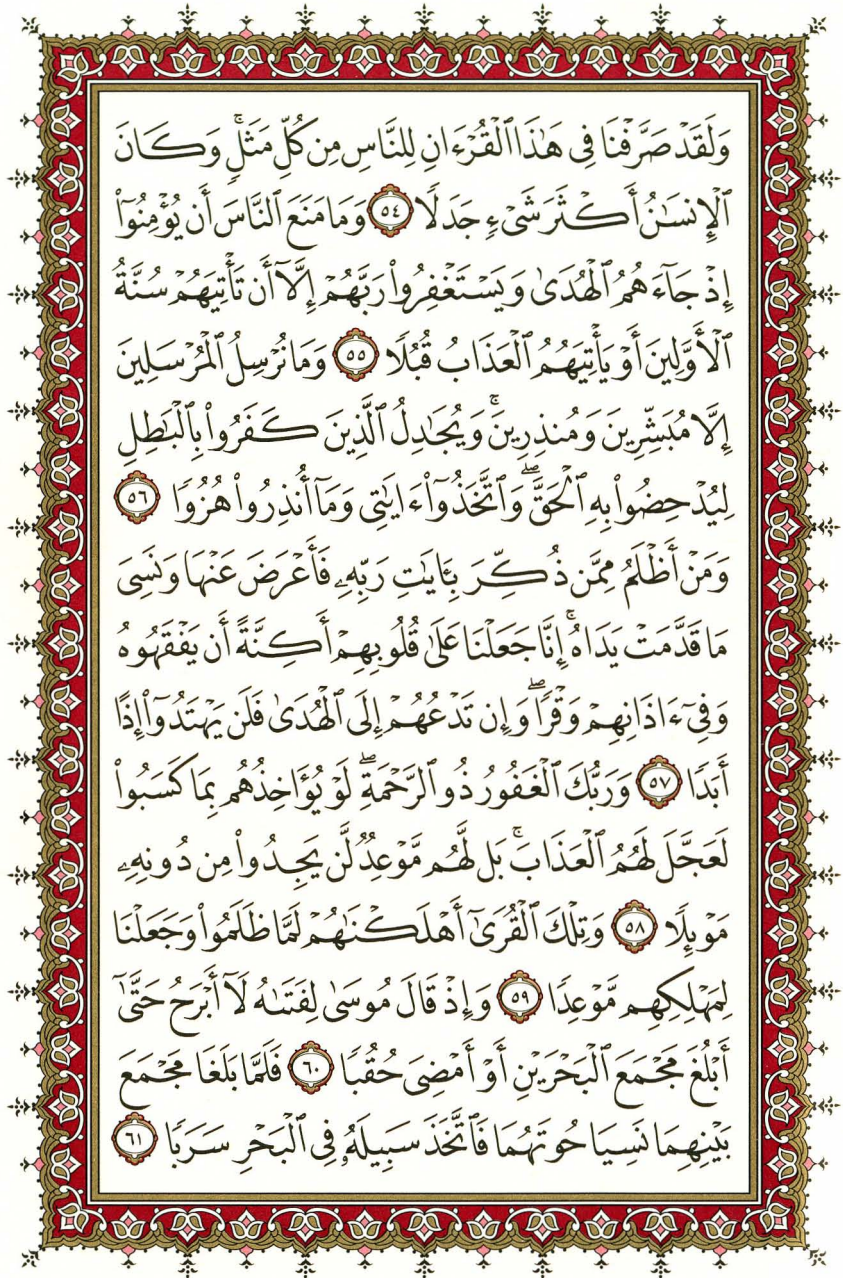 وَلَقَدْ صَرَّفْنَا فِى هَٰذَا ٱلْقُرْءَانِ لِلنَّاسِ مِن كُلِّ مَثَلٍۚ وَكَانَ
ٱلْإِنسَٰنُ أَكْثَرَ شَىْءٍ جَدَلًا ٥٤ وَمَا مَنَعَ ٱلنَّاسَ أَن يُؤْمِنُوٓا۟
إِذْ جَآءَهُمُ ٱلْهُدَىٰ وَيَسْتَغْفِرُوا۟ رَبَّهُمْ إِلَّآ أَن تَأْتِيَهُمْ سُنَّةُ
ٱلْأَوَّلِينَ أَوْ يَأْتِيَهُمُ ٱلْعَذَابُ قُبُلًا ٥٥ وَمَا نُرْسِلُ ٱلْمُرْسَلِينَ
إِلَّا مُبَشِّرِينَ وَمُنذِرِينَۚ وَيُجَٰدِلُ ٱلَّذِينَ كَفَرُوا۟ بِٱلْبَٰطِلِ
لِيُدْحِضُوا۟ بِهِ ٱلْحَقَّۖ وَٱتَّخَذُوٓا۟ ءَايَٰتِى وَمَآ أُنذِرُوا۟ هُزُوًا ٥٦
وَمَنْ أَظْلَمُ مِمَّن ذُكِّرَ بِـَٔايَٰتِ رَبِّهِۦ فَأَعْرَضَ عَنْهَا وَنَسِىَ
مَا قَدَّمَتْ يَدَاهُۚ إِنَّا جَعَلْنَا عَلَىٰ قُلُوبِهِمْ أَكِنَّةً أَن يَفْقَهُوهُ
وَفِىٓ ءَاذَانِهِمْ وَقْرًاۖ وَإِن تَدْعُهُمْ إِلَى ٱلْهُدَىٰ فَلَن يَهْتَدُوٓا۟ إِذًا
أَبَدًا ٥٧ وَرَبُّكَ ٱلْغَفُورُ ذُو ٱلرَّحْمَةِۖ لَوْ يُؤَاخِذُهُم بِمَا كَسَبُوا۟
لَعَجَّلَ لَهُمُ ٱلْعَذَابَۚ بَل لَّهُم مَّوْعِدٌ لَّن يَجِدُوا۟ مِن دُونِهِۦ
مَوْئِلًا ٥٨ وَتِلْكَ ٱلْقُرَىٰٓ أَهْلَكْنَٰهُمْ لَمَّا ظَلَمُوا۟ وَجَعَلْنَا
لِمَهْلِكِهِم مَّوْعِدًا ٥٩ وَإِذْ قَالَ مُوسَىٰ لِفَتَىٰهُ لَآ أَبْرَحُ حَتَّىٰٓ
أَبْلُغَ مَجْمَعَ ٱلْبَحْرَيْنِ أَوْ أَمْضِىَ حُقُبًا ٦٠ فَلَمَّا بَلَغَا مَجْمَعَ
بَيْنِهِمَا نَسِيَا حُوتَهُمَا فَٱتَّخَذَ سَبِيلَهُۥ فِى ٱلْبَحْرِ سَرَبًا ٦١